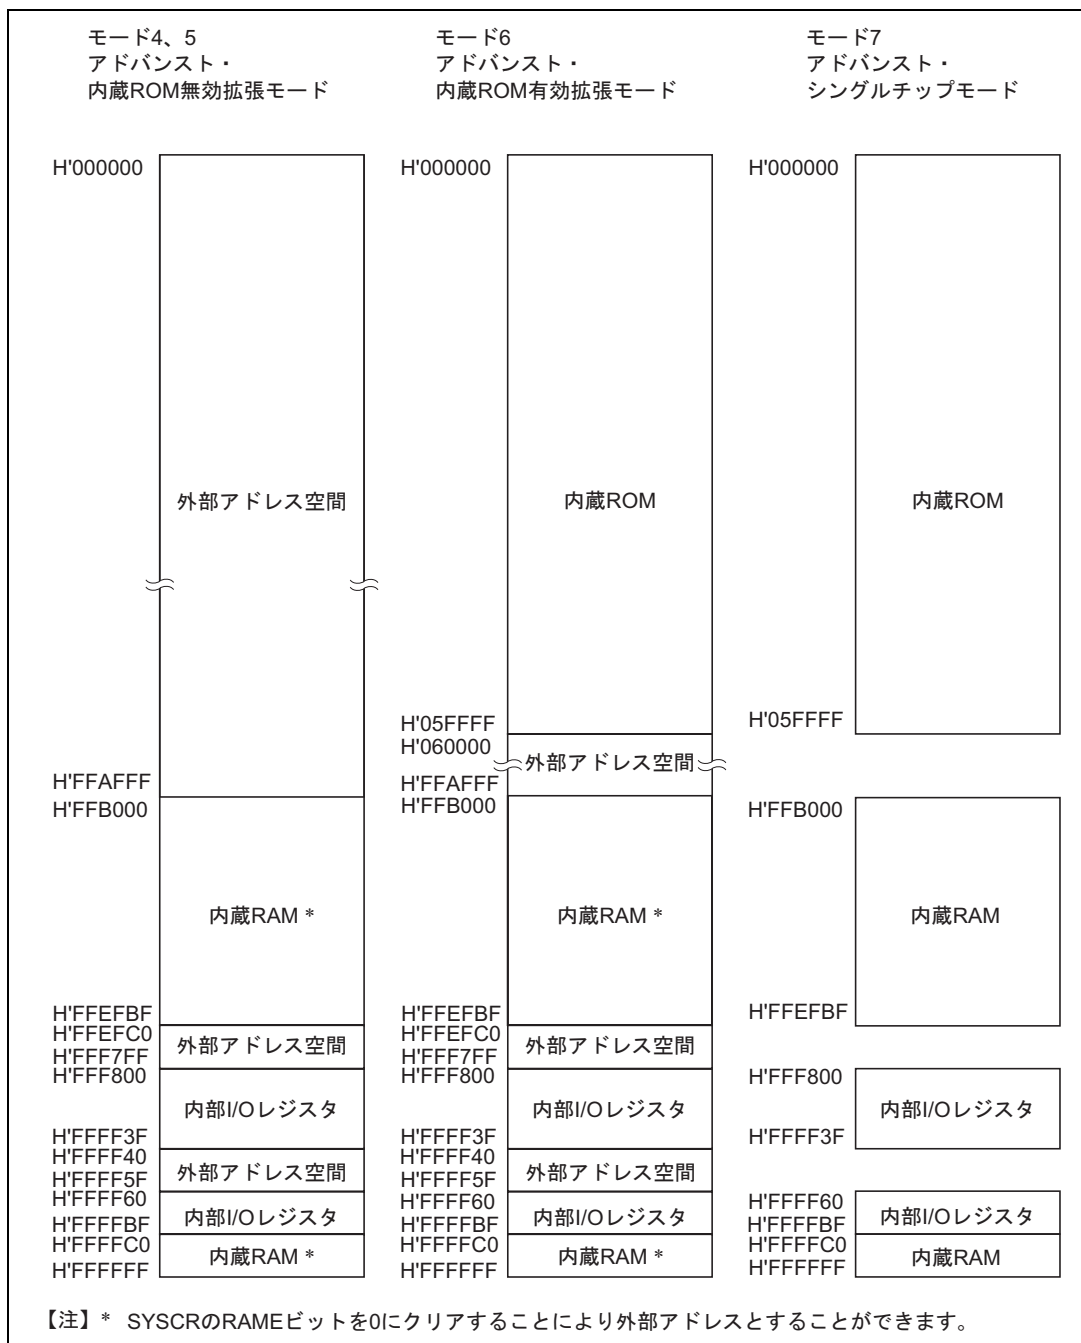 モード4、5
アドバンスト・
内蔵ROM無効拡張モード
H'000000
外部アドレス空間
H'FFAFFF
H'FFB000
内蔵RAM *
H'FFEFBF
H'FFEFC0
外部アドレス空間
H'FFF7FF
H'FFF800
内部I/Oレジスタ
H'FFFF3F
H'FFFF40
外部アドレス空間
H'FFFF5F
H'FFFF60
内部I/Oレジスタ
H'FFFFBF
H'FFFFC0
内蔵RAM *
H'FFFFFF
モード6
アドバンスト・
内蔵ROM有効拡張モード
H'000000
内蔵ROM
H'05FFFF
H'060000
外部アドレス空間
H'FFAFFF
H'FFB000
内蔵RAM *
H'FFEFBF
H'FFEFC0
外部アドレス空間
H'FFF7FF
H'FFF800
内部I/Oレジスタ
H'FFFF3F
H'FFFF40
外部アドレス空間
H'FFFF5F
H'FFFF60
内部I/Oレジスタ
H'FFFFBF
H'FFFFC0
内蔵RAM *
H'FFFFFF
モード7
アドバンスト・
シングルチップモード
H'000000
内蔵ROM
H'05FFFF
H'FFB000
内蔵RAM
H'FFEFBF
H'FFF800
内部I/Oレジスタ
H'FFFF3F
H'FFFF60
内部I/Oレジスタ
H'FFFFBF
H'FFFFC0
内蔵RAM
H'FFFFFF
【注】* SYSCRのRAMEビットを0にクリアすることにより外部アドレスとすることができます。